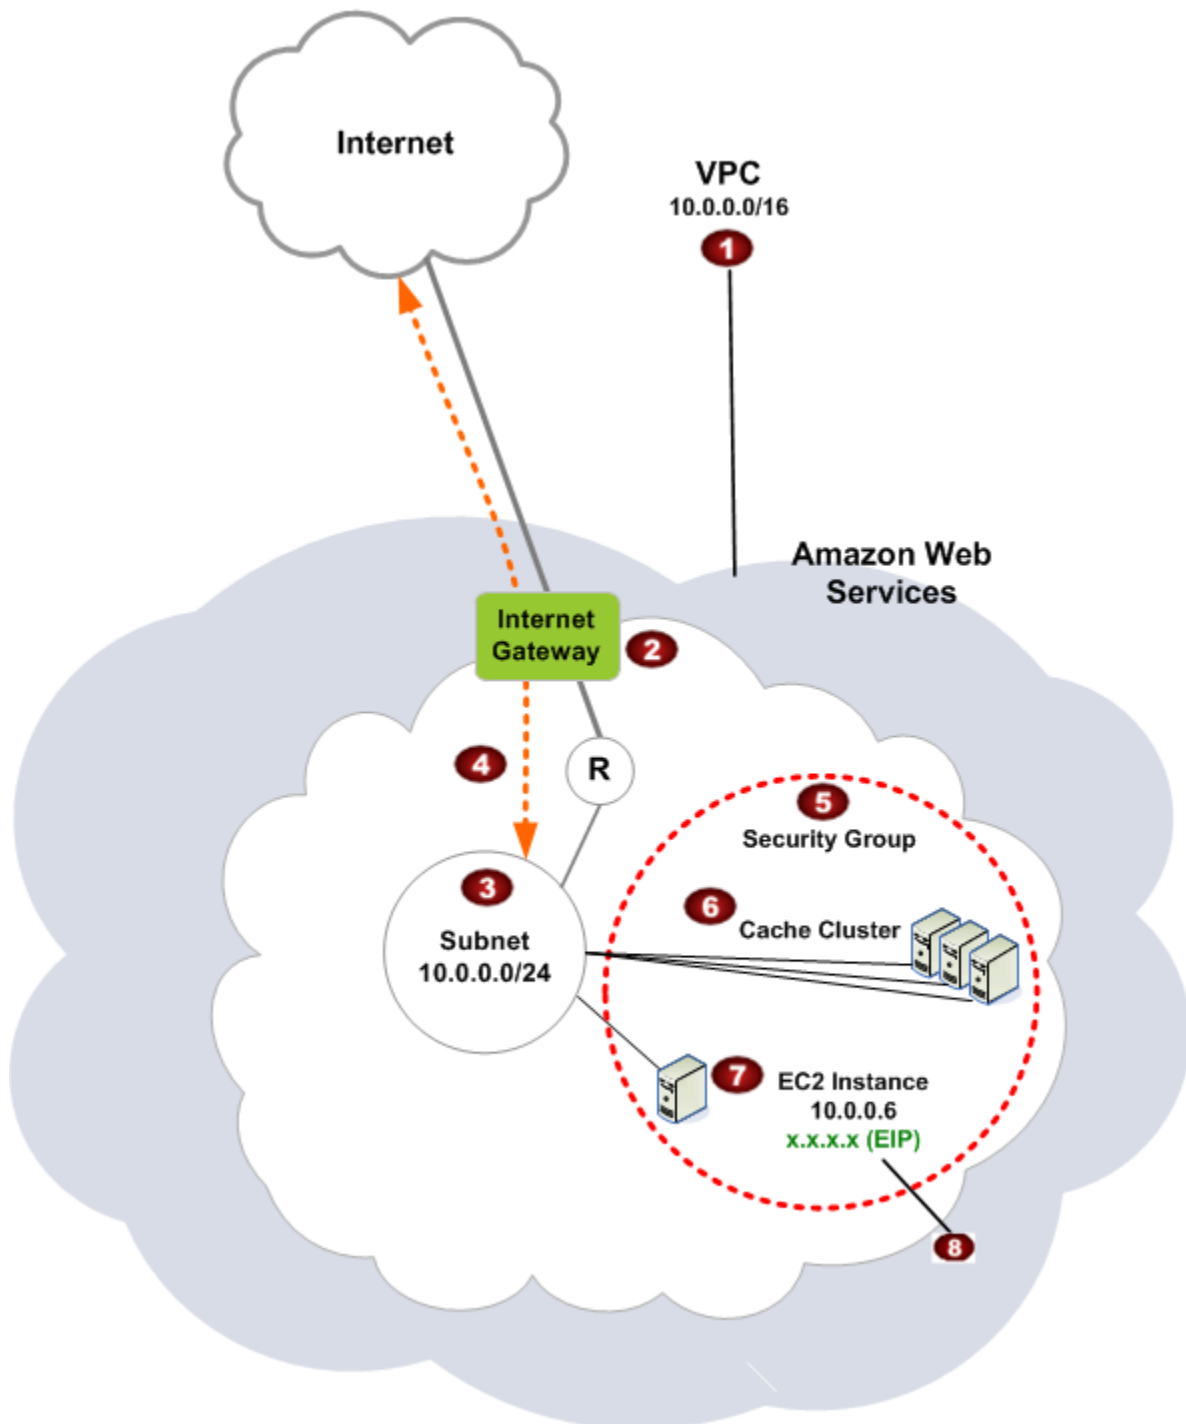 Internet
VPC
10.0.0.0/16
1
Amazon Web
Services
Internet
Gateway
2
4
R
5
Security Group
3
Subnet
10.0.0.0/24
6
Cache Cluster
7
EC2 Instance
10.0.0.6
x.x.x.x (EIP)
8